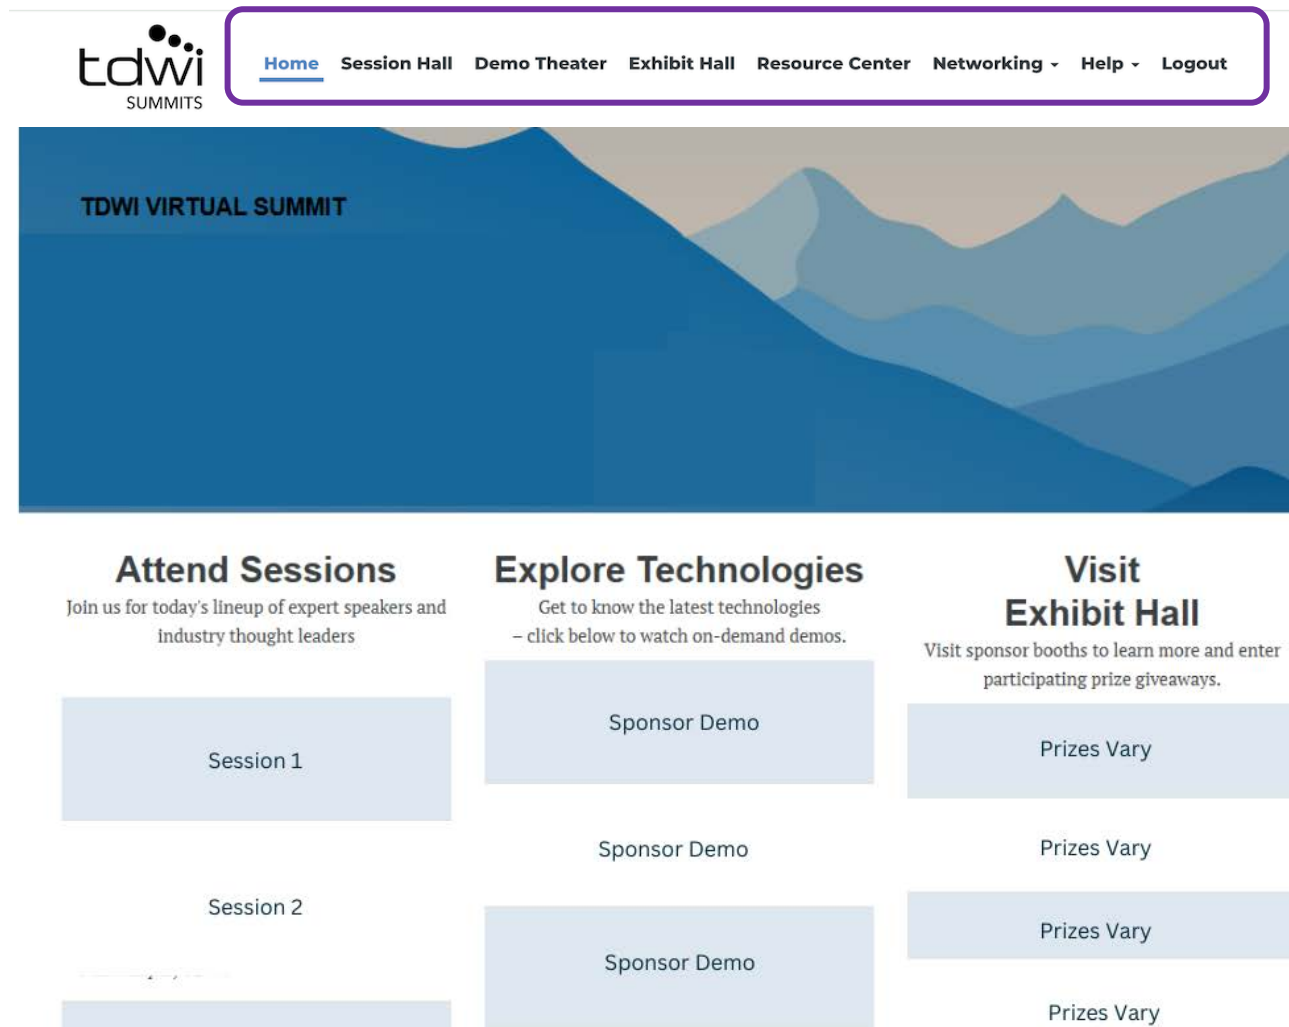 tdwi
SUMMITS
Home Session Hall Demo Theater Exhibit Hall Resource Center Networking Help Logout
TDWI VIRTUAL SUMMIT
Attend Sessions
Join us for today's lineup of expert speakers and
industry thought leaders
Session 1
Session 2
Explore Technologies
Get to know the latest technologies
– click below to watch on-demand demos.
Sponsor Demo
Sponsor Demo
Sponsor Demo
Visit
Exhibit Hall
Visit sponsor booths to learn more and enter
participating prize giveaways.
Prizes Vary
Prizes Vary
Prizes Vary
Prizes Vary